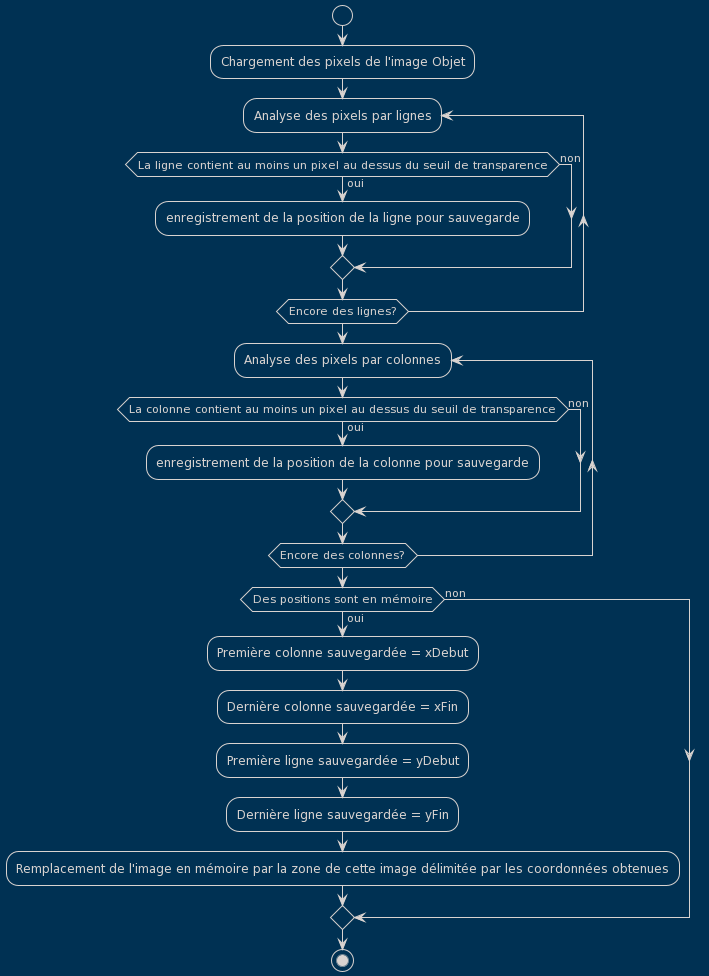 Chargement des pixels de l'image Objet
Analyse des pixels par lignes
La ligne contient au moins un pixel au dessus du seuil de transparence
non
oui
enregistrement de la position de la ligne pour sauvegarde
Encore des lignes?
Analyse des pixels par colonnes
La colonne contient au moins un pixel au dessus du seuil de transparence
non
oui
enregistrement de la position de la colonne pour sauvegarde
Encore des colonnes?
Des positions sont en mémoire
non
oui
Première colonne sauvegardée = xDebut
Dernière colonne sauvegardée = xFin
Première ligne sauvegardée = yDebut
Dernière ligne sauvegardée = yFin
Remplacement de l'image en mémoire par la zone de cette image délimitée par les coordonnées obtenues